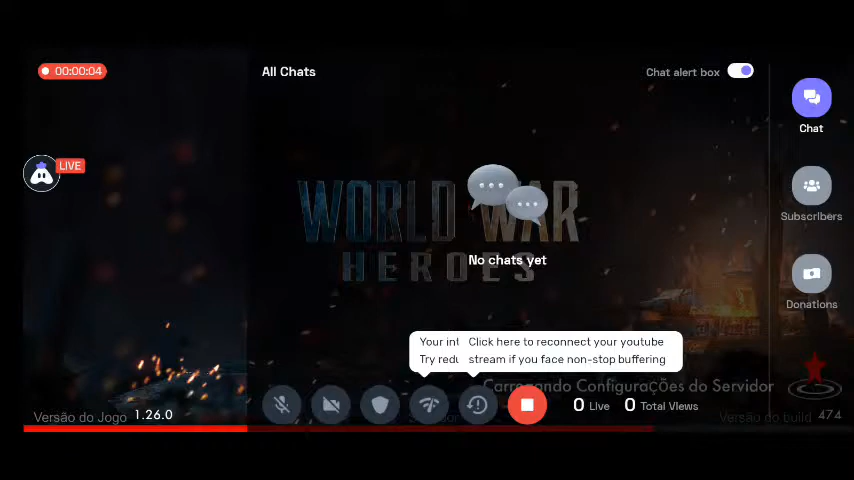 00:00:04
All Chats
Chat alert box
Chat
LIVE
WORLD WAR
HEROES
No chats yet
Subscribers
Donations
Your int
Try redu
Click here to reconnect your youtube
stream if you face non-stop buffering
Carregando Configurações do Servidor
0 Live 0 Total Views
Versão do Jogo 1.26.0
Versão do build 474